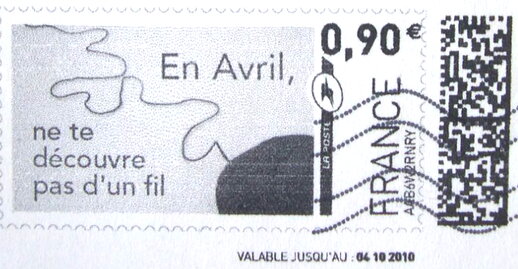 En Avril,
ne te
découvre
pas d'un fil
0,90 €
LA POSTE
FRANCE
VALABLE JUSQU'AU : 04 10 2010